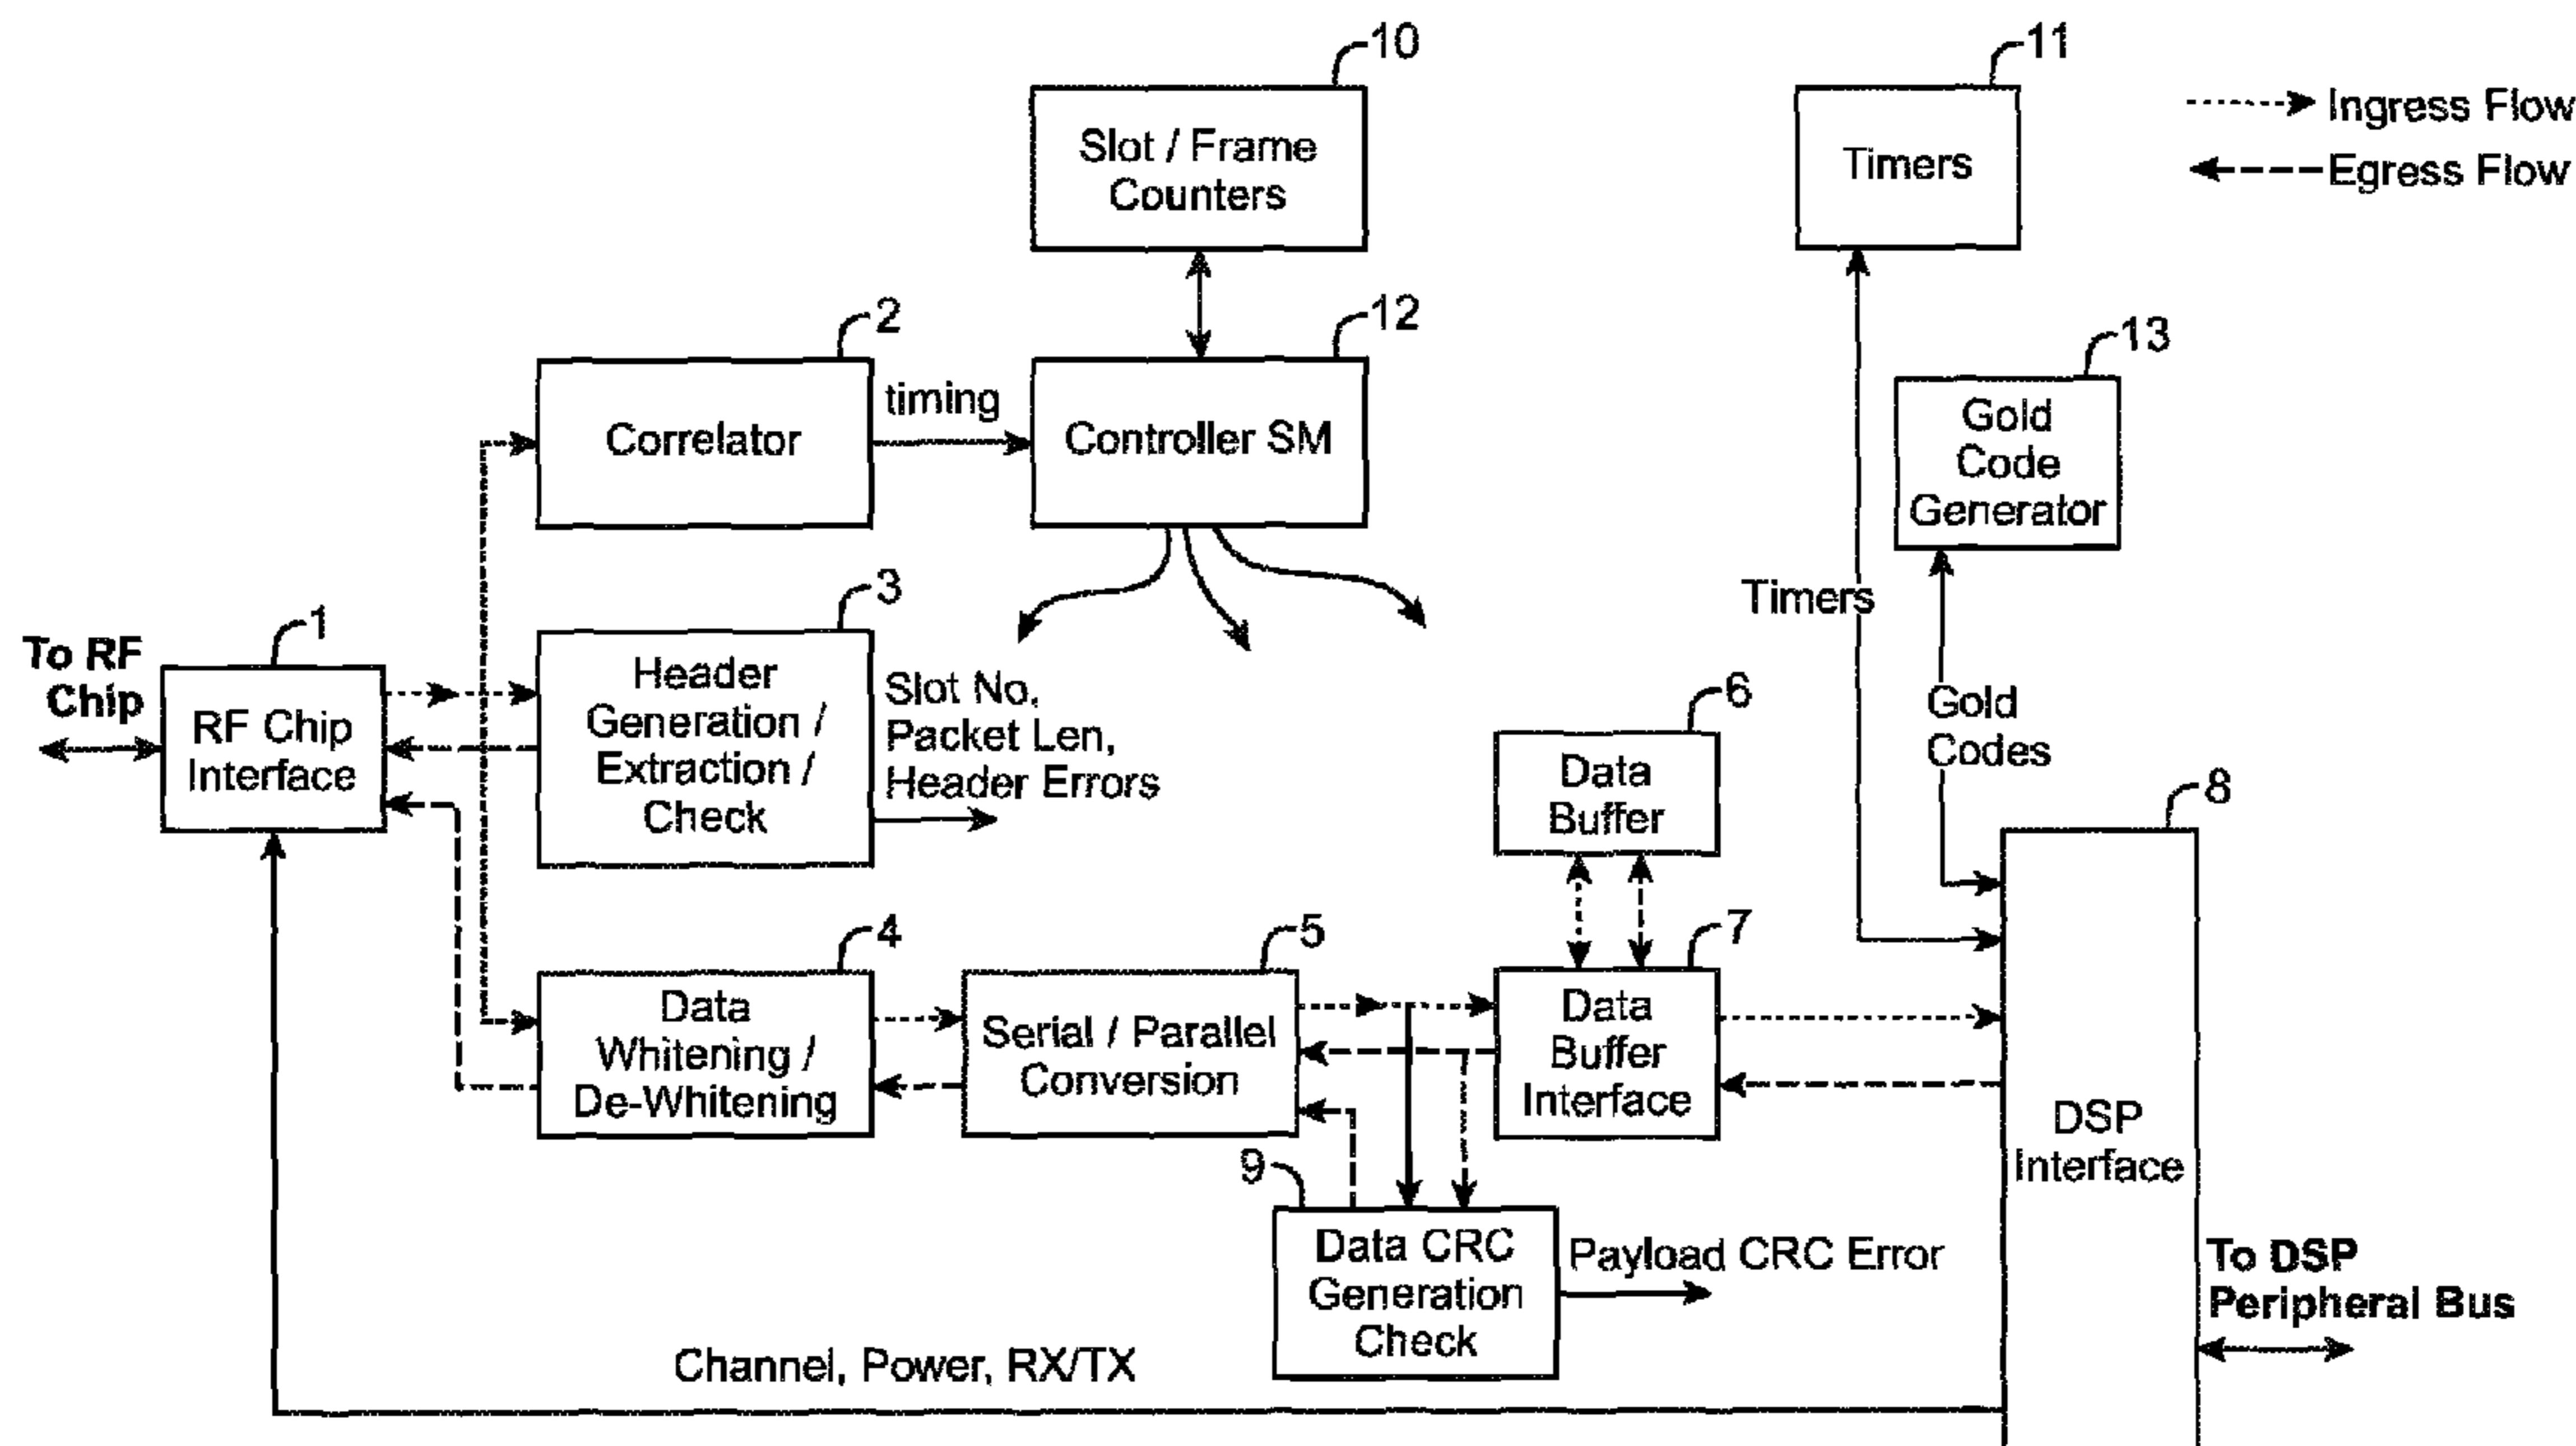 10
Slot / Frame
Counters
11
Timers
Ingress Flow
Egress Flow
2
Correlator
timing
12
Controller SM
13
Gold
Code
Generator
Timers
Gold
Codes
To RF
Chip
1
RF Chip
Interface
3
Header
Generation /
Extraction /
Check
Slot No,
Packet Len,
Header Errors
4
Data
Whitening /
De-Whitening
5
Serial / Parallel
Conversion
6
Data
Buffer
7
Data
Buffer
Interface
8
DSP
Interface
9
Data CRC
Generation
Check
Payload CRC Error
To DSP
Peripheral Bus
Channel, Power, RX/TX